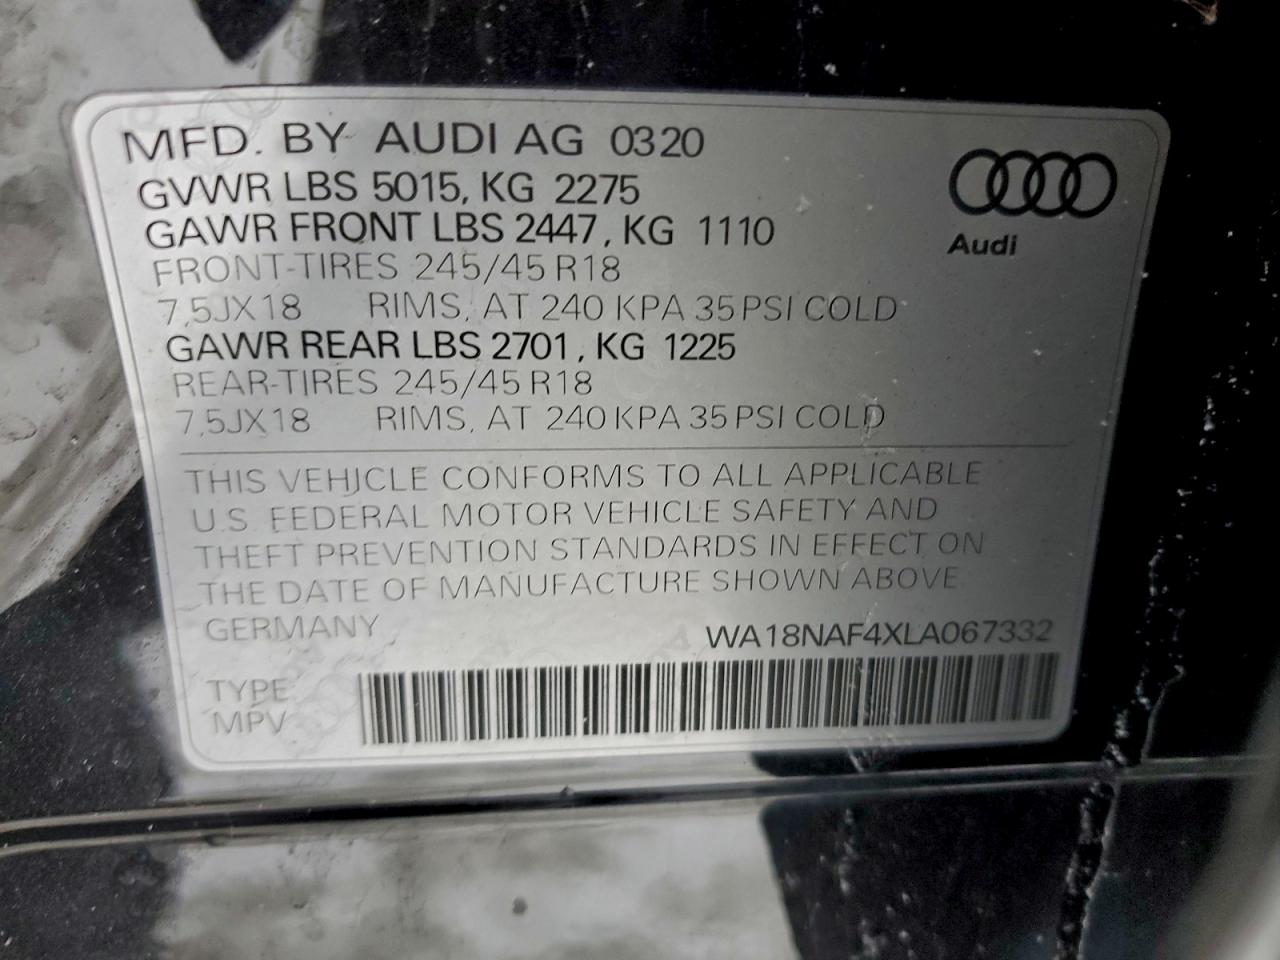 MFD. BY AUDI AG 0320
GVWR LBS 5015, KG 2275
GAWR FRONT LBS 2447, KG 1110
Audi
FRONT-TIRES 245/45 R18
7,5JX18 RIMS, AT 240 KPA 35 PSI COLD
GAWR REAR LBS 2701, KG 1225
REAR-TIRES 245/45 R18
7,5JX18 RIMS, AT 240 KPA 35 PSI COLD
THIS VEHICLE CONFORMS TO ALL APPLICABLE
U.S. FEDERAL MOTOR VEHICLE SAFETY AND
THEFT PREVENTION STANDARDS IN EFFECT ON
THE DATE OF MANUFACTURE SHOWN ABOVE
GERMANY WA18NAF4XLA067332
TYPE
MPV